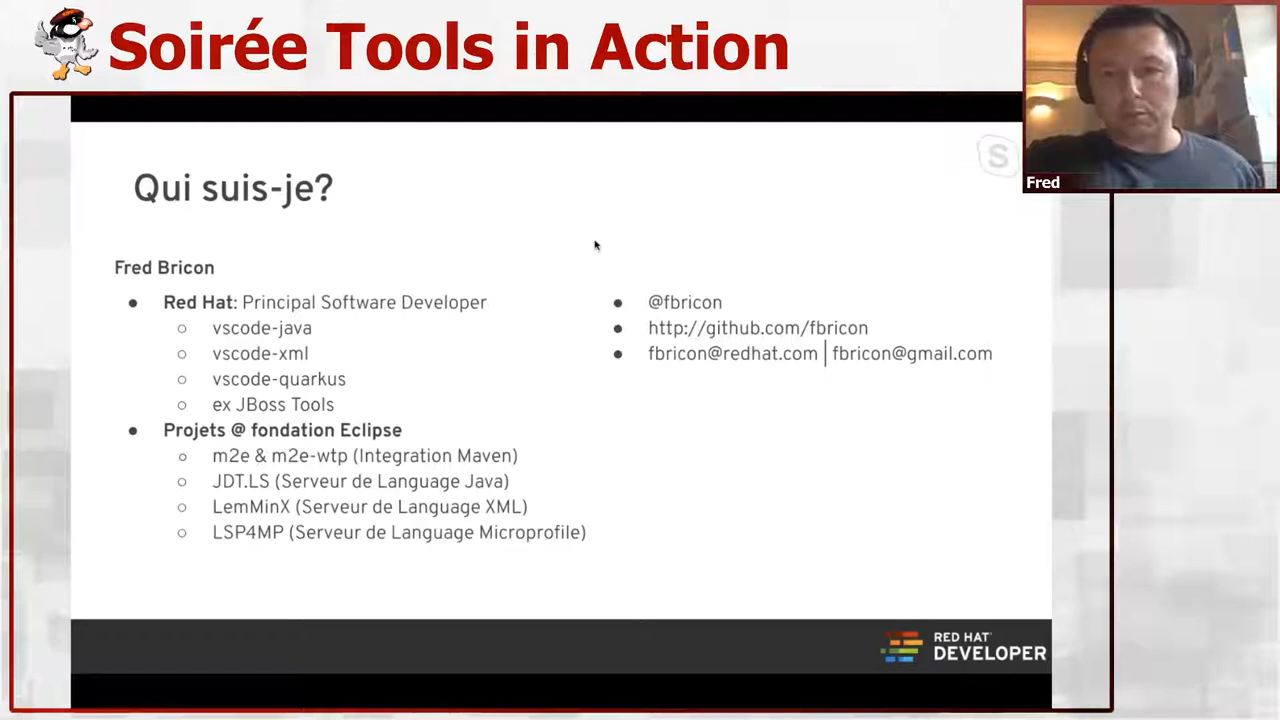 Soirée Tools in Action
Fred
S
Qui suis-je?
Fred Bricon
Red Hat: Principal Software Developer
vscode-java
vscode-xml
vscode-quarkus
ex JBoss Tools
Projets @ fondation Eclipse
m2e & m2e-wtp (Integration Maven)
JDT.LS (Serveur de Language Java)
LemMinX (Serveur de Language XML)
LSP4MP (Serveur de Language Microprofile)
@fbricon
http://github.com/fbricon
fbricon@redhat.com | fbricon@gmail.com
RED HAT
DEVELOPER